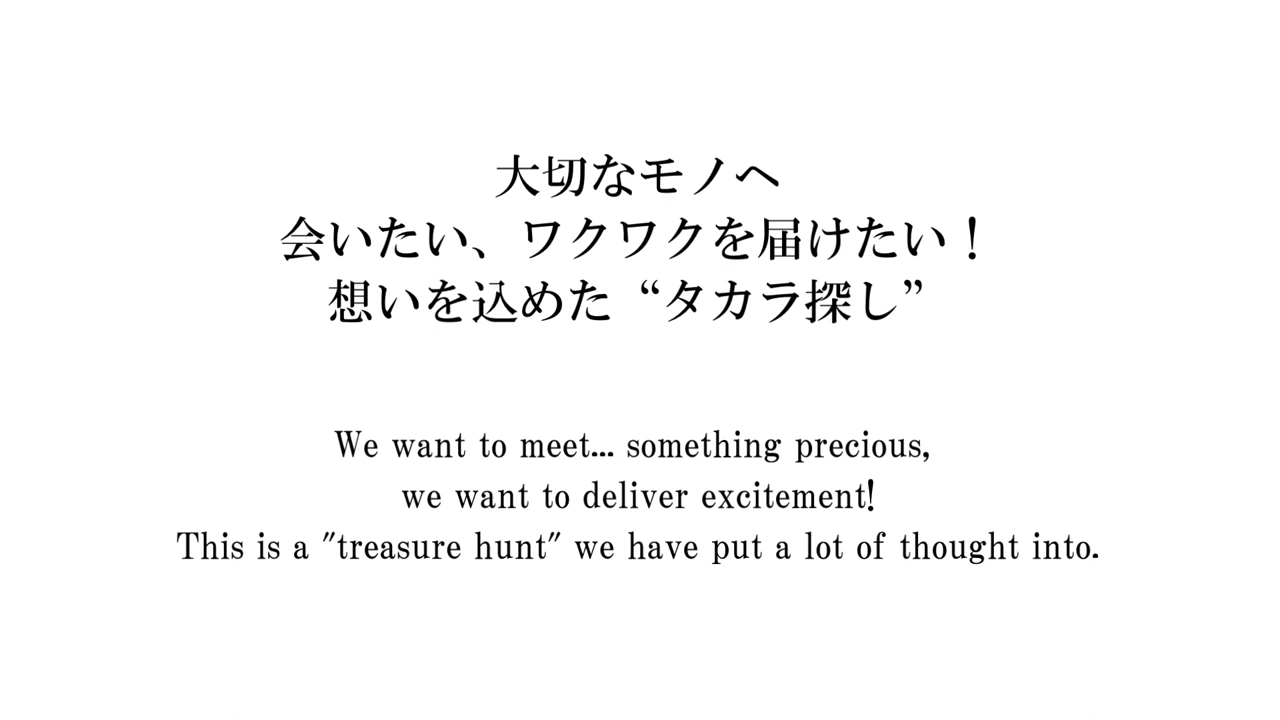 大切なモノへ
会いたい、ワクワクを届けたい！
想いを込めた“タカラ探し”
We want to meet... something precious,
we want to deliver excitement!
This is a "treasure hunt" we have put a lot of thought into.